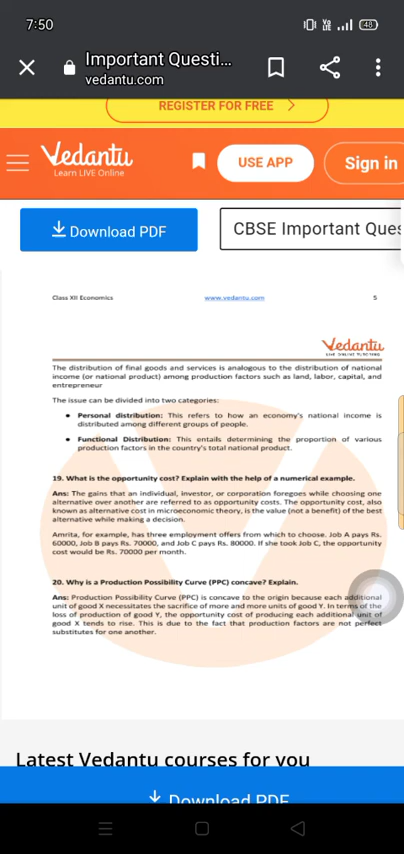 7:50
Vo
LTE
48
Important Questi...
vedantu.com
REGISTER FOR FREE
Vedantu
Learn LIVE Online
USE APP
Sign in
Download PDF
CBSE Important Ques
Class XII Economics www.vedantu.com 5
Vedantu
LIVE ONLINE TUTORING
The distribution of final goods and services is analogous to the distribution of national
income (or national product) among production factors such as land, labor, capital, and
entrepreneur
The issue can be divided into two categories:
• Personal distribution: This refers to how an economy's national income is
distributed among different groups of people.
• Functional Distribution: This entails determining the proportion of various
production factors in the country's total national product.
19. What is the opportunity cost? Explain with the help of a numerical example.
Ans: The gains that an individual, investor, or corporation foregoes while choosing one
alternative over another are referred to as opportunity costs. The opportunity cost, also
known as alternative cost in microeconomic theory, is the value (not a benefit) of the best
alternative while making a decision.
Amrita, for example, has three employment offers from which to choose. Job A pays Rs.
60000, Job B pays Rs. 70000, and Job C pays Rs. 80000. If she took Job C, the opportunity
cost would be Rs. 70000 per month.
20. Why is a Production Possibility Curve (PPC) concave? Explain.
Ans: Production Possibility Curve (PPC) is concave to the origin because each additional
unit of good X necessitates the sacrifice of more and more units of good Y. In terms of the
loss of production of good Y, the opportunity cost of producing each additional unit of
good X tends to rise. This is due to the fact that production factors are not perfect
substitutes for one another.
Latest Vedantu courses for you
Download PDF